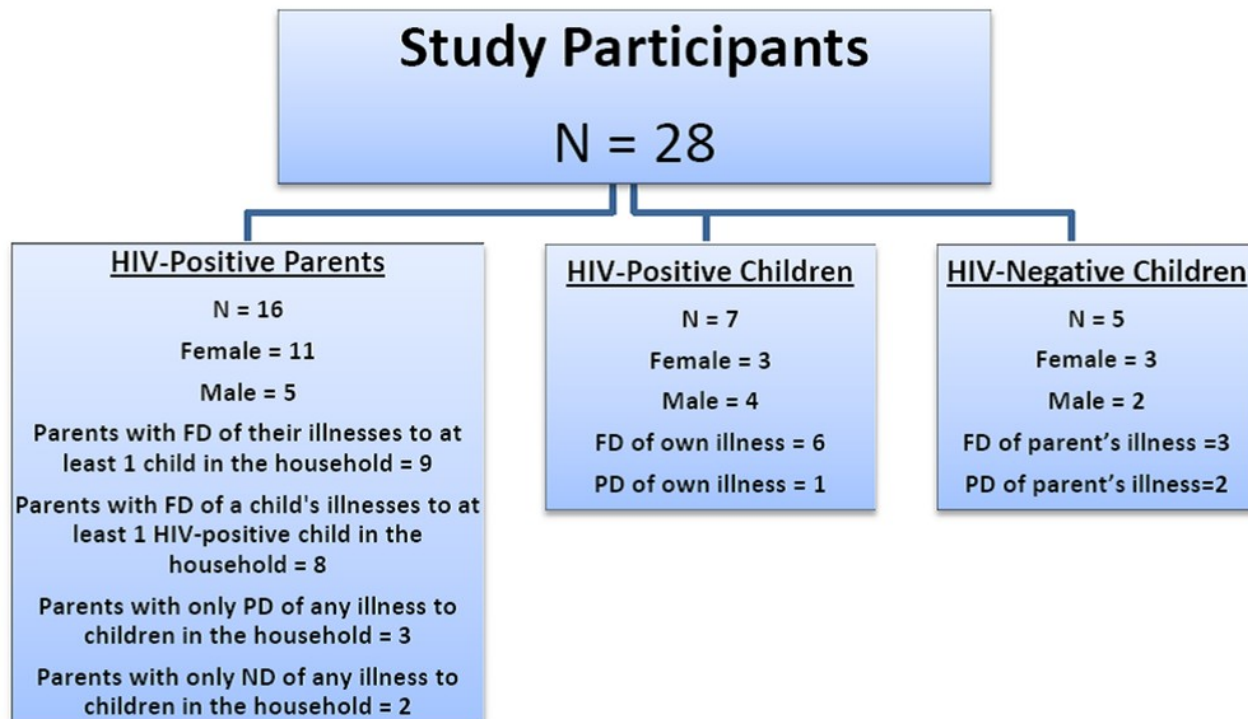 Study Participants
N = 28
HIV-Positive Parents
N = 16
Female = 11
Male = 5
Parents with FD of their illnesses to at
least 1 child in the household = 9
Parents with FD of a child's illnesses to at
least 1 HIV-positive child in the
household = 8
Parents with only PD of any illness to
children in the household = 3
Parents with only ND of any illness to
children in the household = 2
HIV-Positive Children
N = 7
Female = 3
Male = 4
FD of own illness = 6
PD of own illness = 1
HIV-Negative Children
N = 5
Female = 3
Male = 2
FD of parent’s illness =3
PD of parent’s illness=2